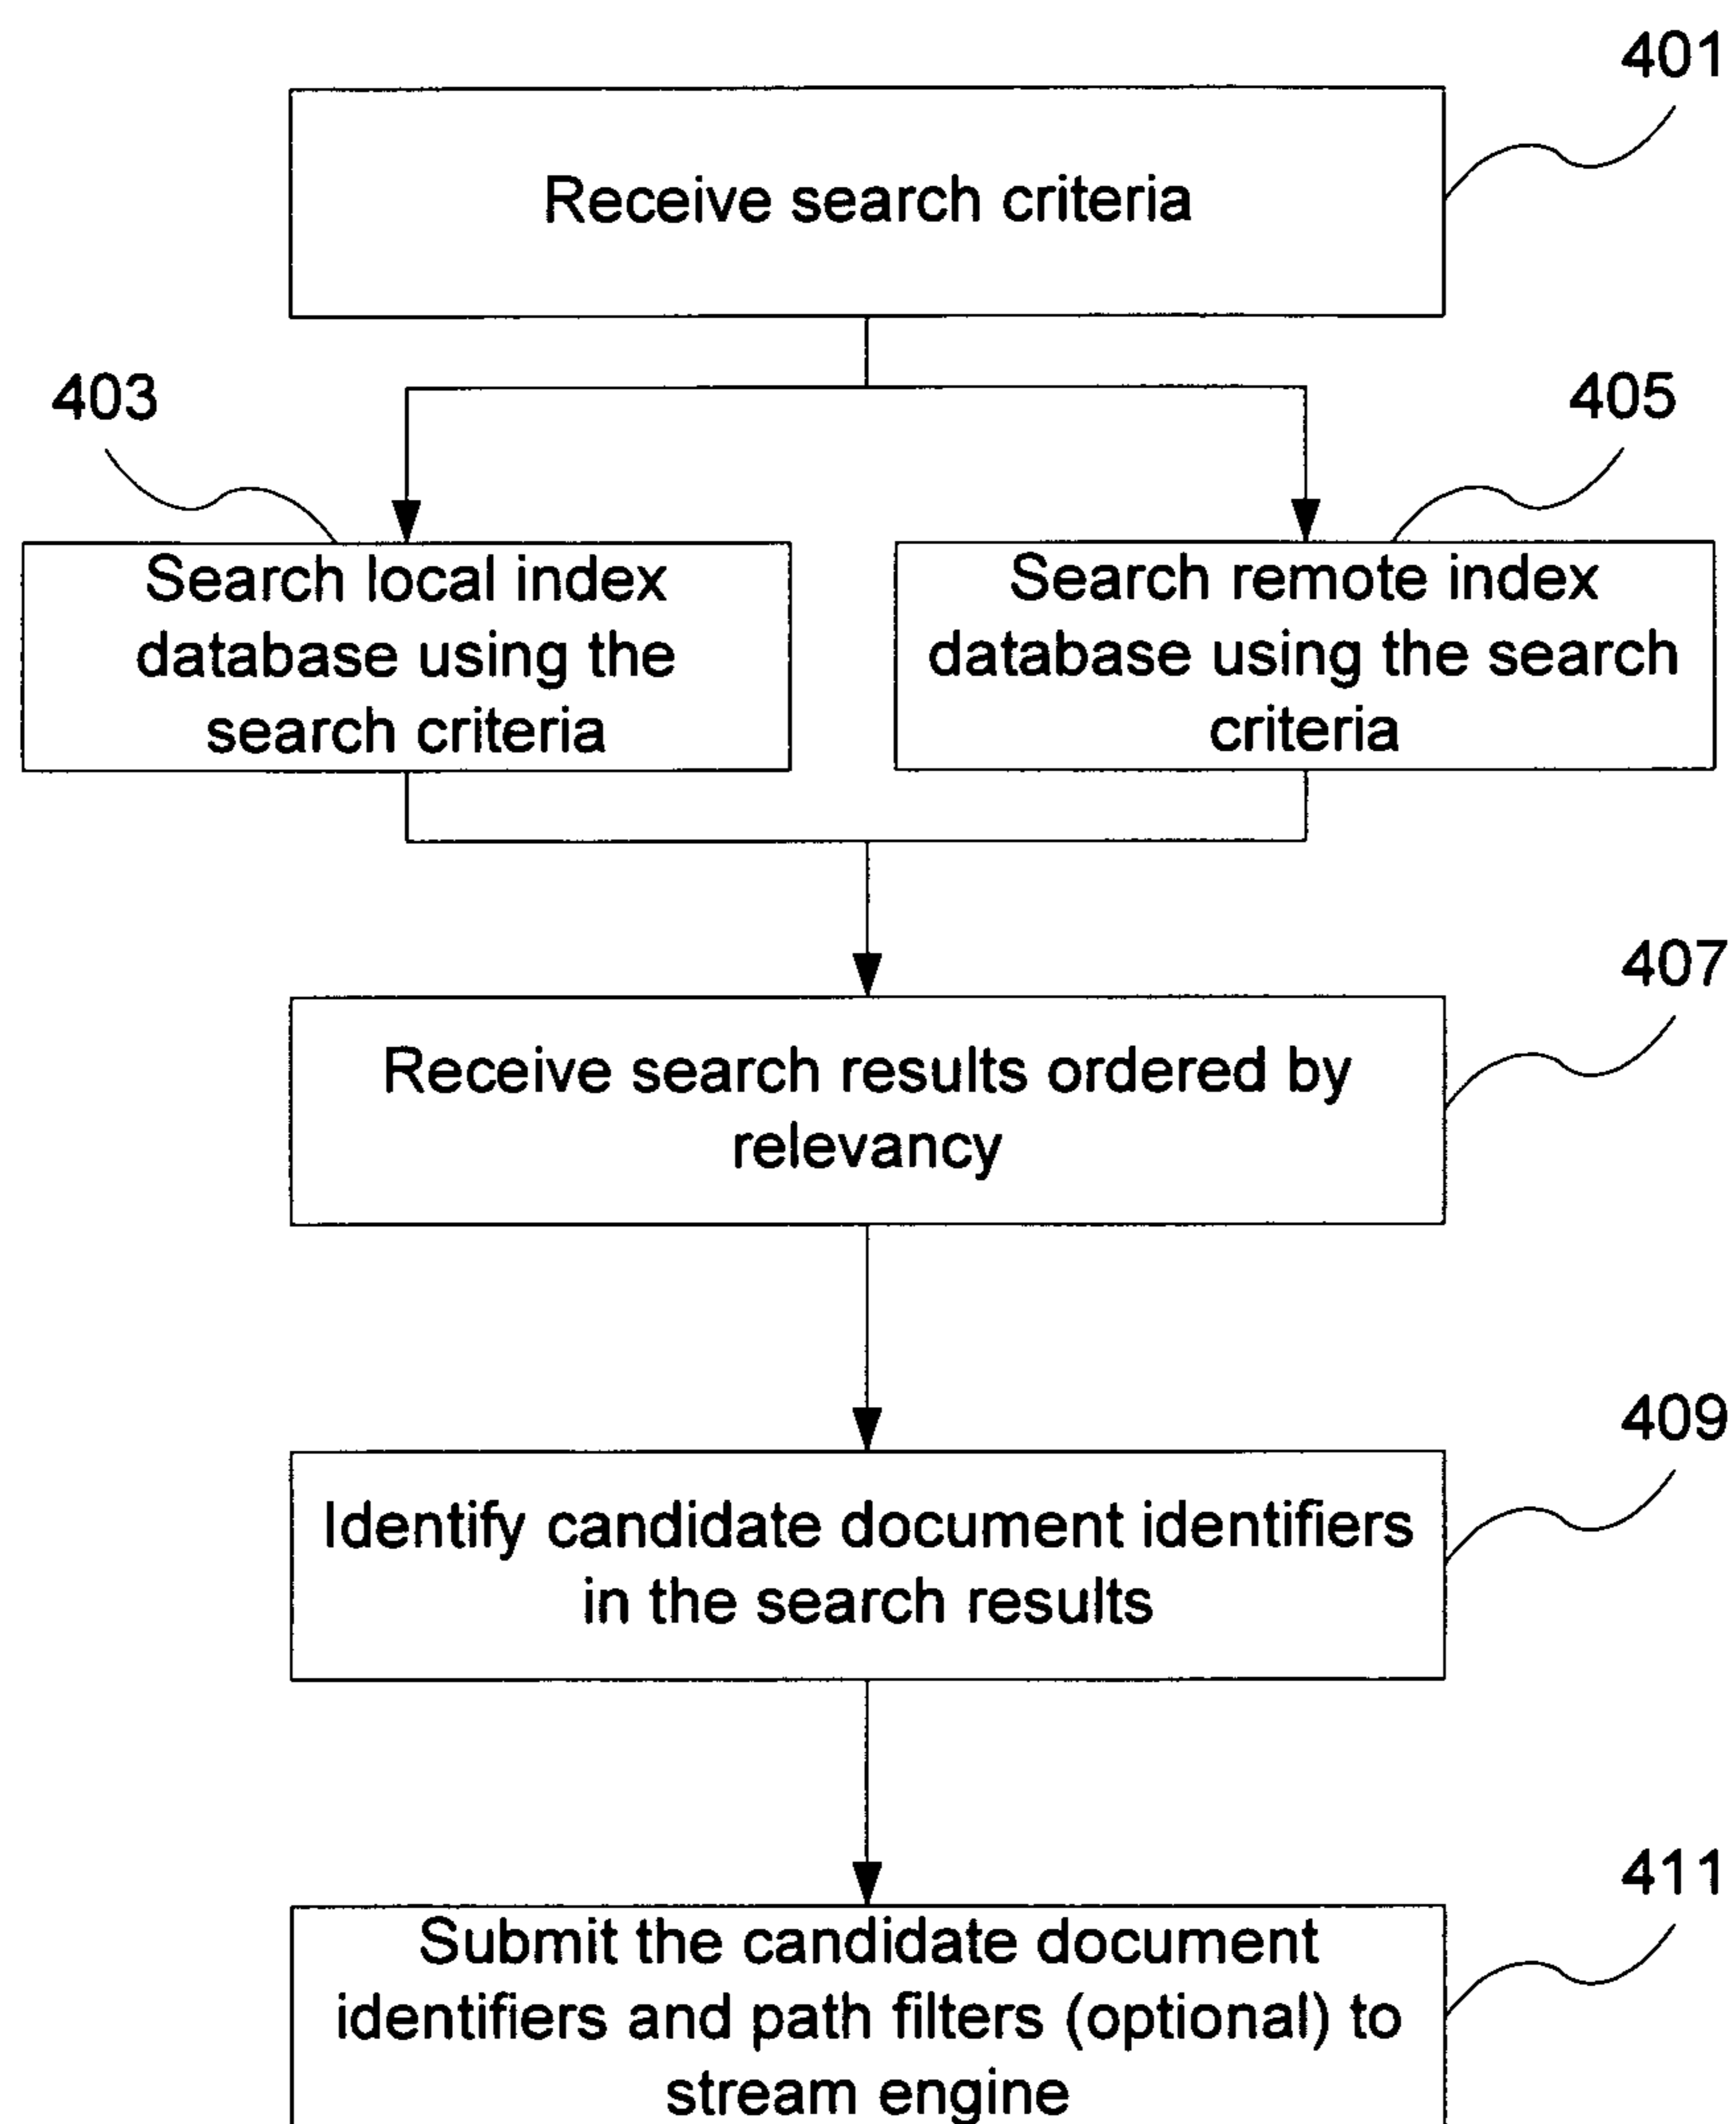 401
Receive search criteria
403
405
Search local index
database using the
search criteria
Search remote index
database using the search
criteria
407
Receive search results ordered by
relevancy
409
Identify candidate document identifiers
in the search results
411
Submit the candidate document
identifiers and path filters (optional) to
stream engine